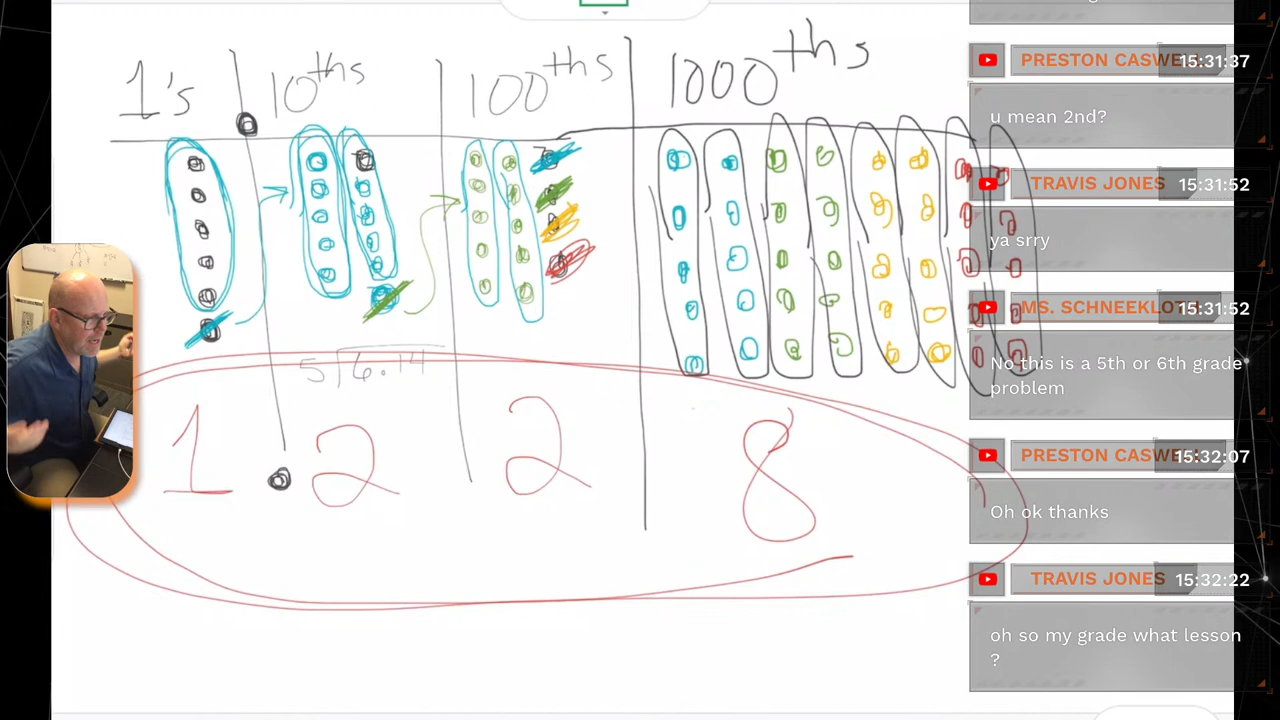 1's 10ths 100ths 1000ths
5 6.14
1 . 2 2 8
PRESTON CASWE 15:31:37
u mean 2nd?
TRAVIS JONES 15:31:52
ya srry
MS. SCHNEEKLO 15:31:52
No this is a 5th or 6th grade
problem
PRESTON CASWE 15:32:07
Oh ok thanks
TRAVIS JONES 15:32:22
oh so my grade what lesson
?